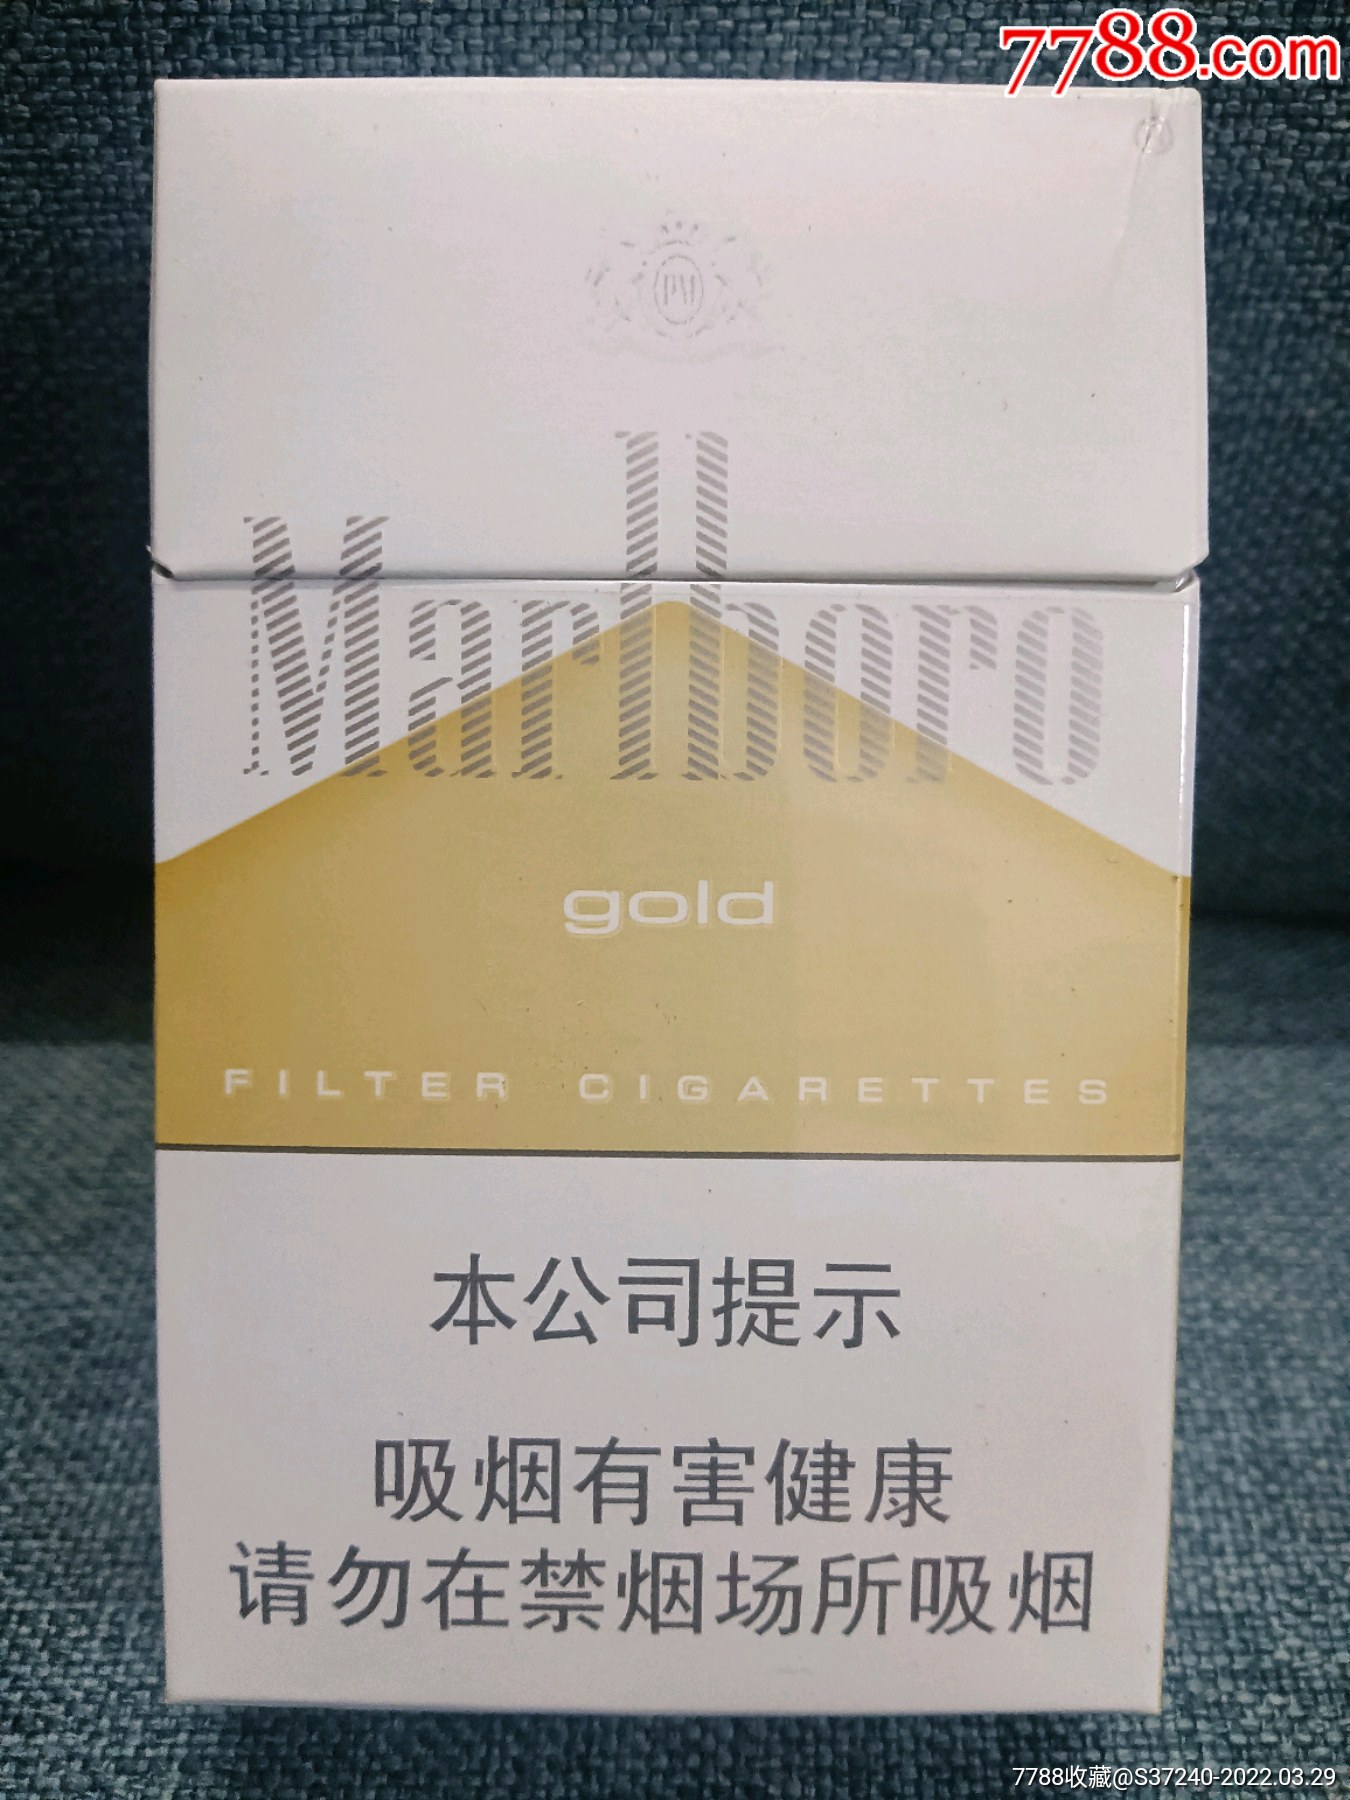 7788.com
PM
Marlboro
gold
FILTER CIGARETTES
本公司提示
吸烟有害健康
请勿在禁烟场所吸烟
7788收藏@S37240-2022.03.29